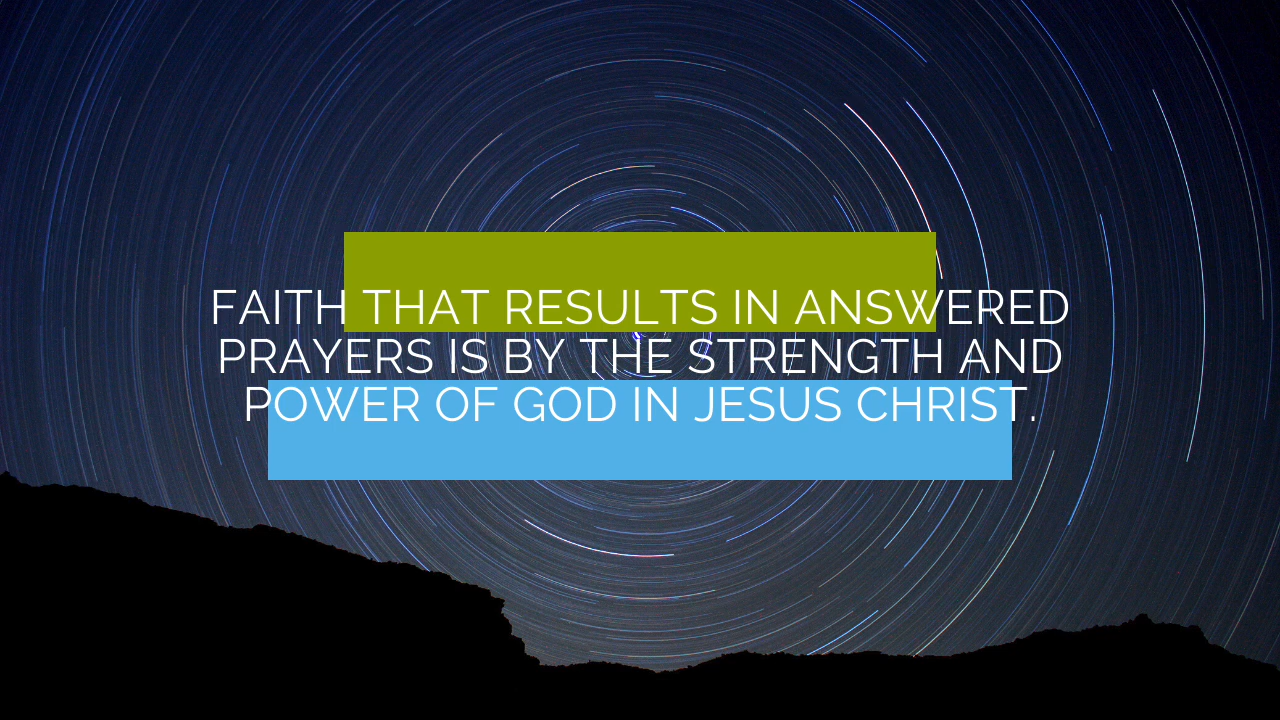 FAITH THAT RESULTS IN ANSWERED
PRAYERS IS BY THE STRENGTH AND
POWER OF GOD IN JESUS CHRIST.